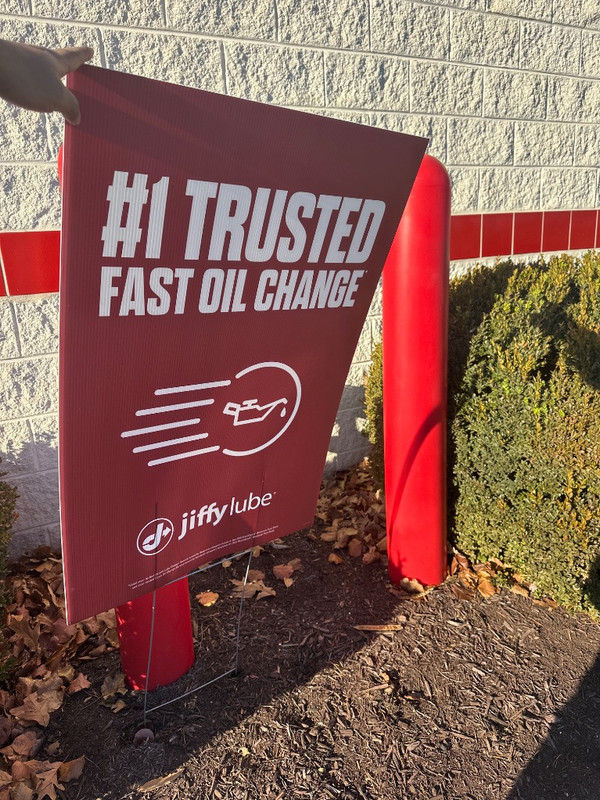 #1 TRUSTED
FAST OIL CHANGE*
jiffy lube